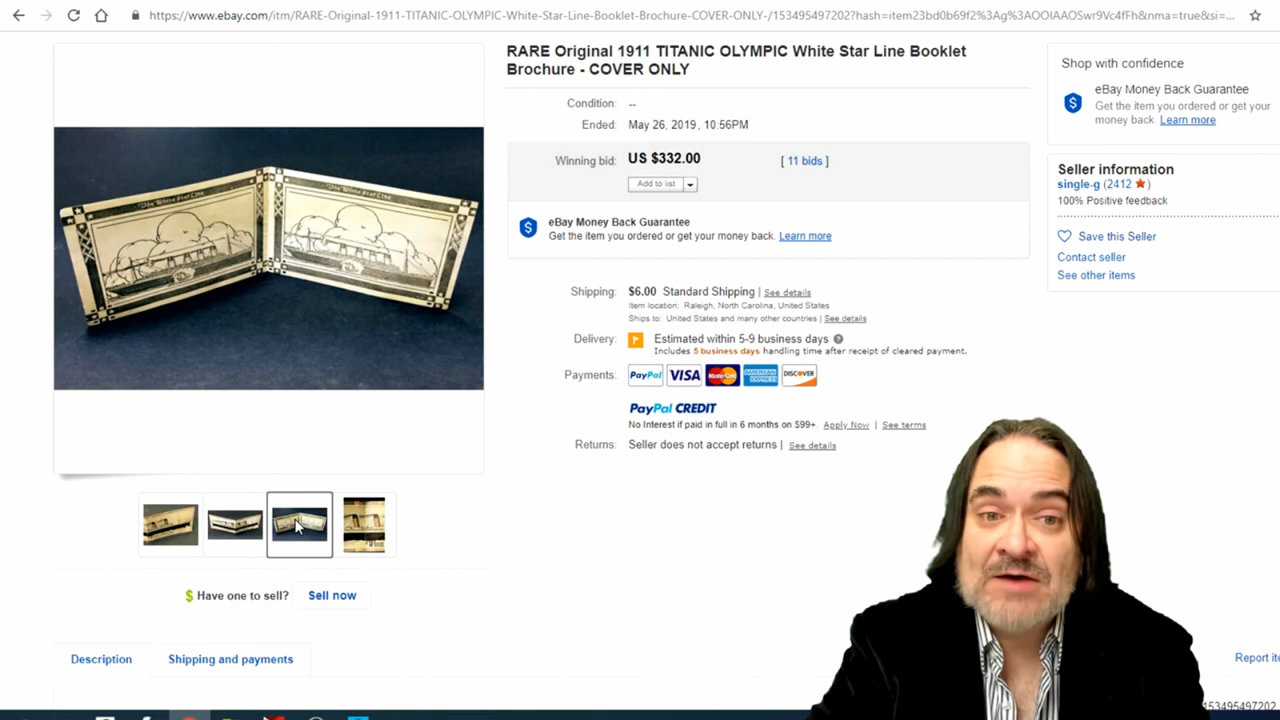 https://www.ebay.com/itm/RARE-Original-1911-TITANIC-OLYMPIC-White-Star-Line-Booklet-Brochure-COVER-ONLY-/153495497202?hash=item23bd0b69f2%3Ag%3AOOIAAOSwr9Vc4fFh&nma=true&si=...
RARE Original 1911 TITANIC OLYMPIC White Star Line Booklet
Brochure - COVER ONLY
Condition: --
Ended: May 26, 2019 , 10:56PM
Winning bid: US $332.00 [ 11 bids ]
Add to list
eBay Money Back Guarantee
Get the item you ordered or get your money back. Learn more
Shipping: $6.00 Standard Shipping | See details
Item location: Raleigh, North Carolina, United States
Ships to: United States and many other countries | See details
Delivery: Estimated within 5-9 business days ?
Includes 5 business days handling time after receipt of cleared payment.
Payments: PayPal VISA MasterCard AMERICAN EXPRESS DISCOVER
PayPal CREDIT
No Interest if paid in full in 6 months on $99+. Apply Now | See terms
Returns: Seller does not accept returns | See details
Shop with confidence
eBay Money Back Guarantee
Get the item you ordered or get your
money back. Learn more
Seller information
single-g (2412 )
100% Positive feedback
Save this Seller
Contact seller
See other items
The White Star Line
The White Star Line
$ Have one to sell? Sell now
Description Shipping and payments
Report ite
153495497202